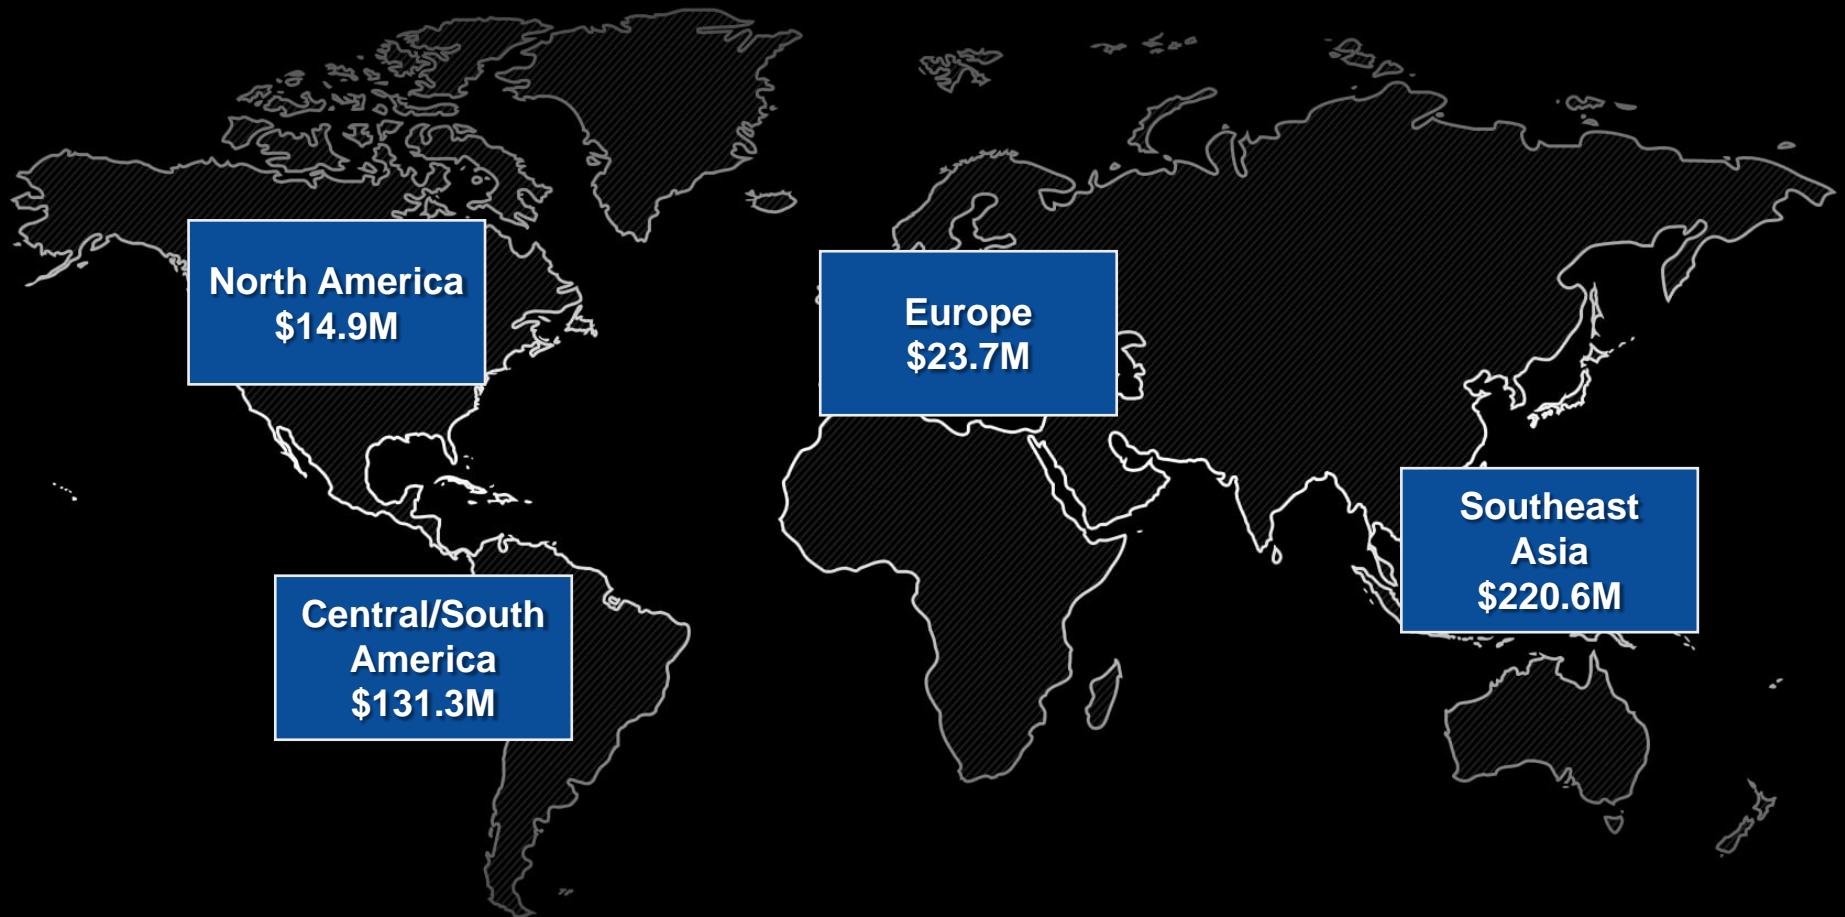 North America
$14.9M
Europe
$23.7M
Southeast
Asia
$220.6M
Central/South
America
$131.3M